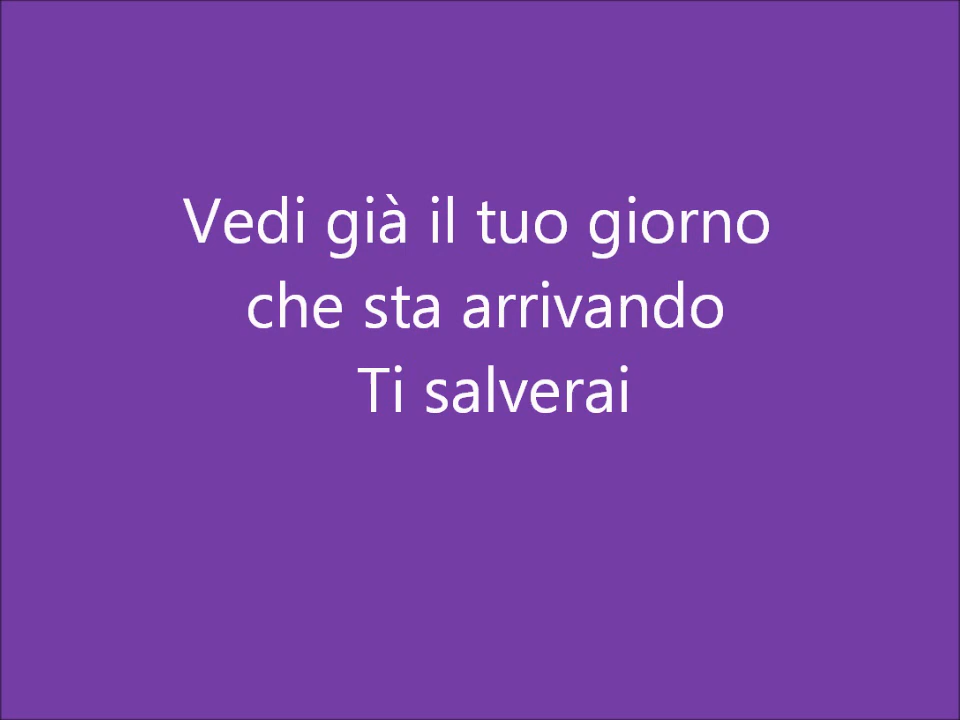 Vedi già il tuo giorno
che sta arrivando
Ti salverai